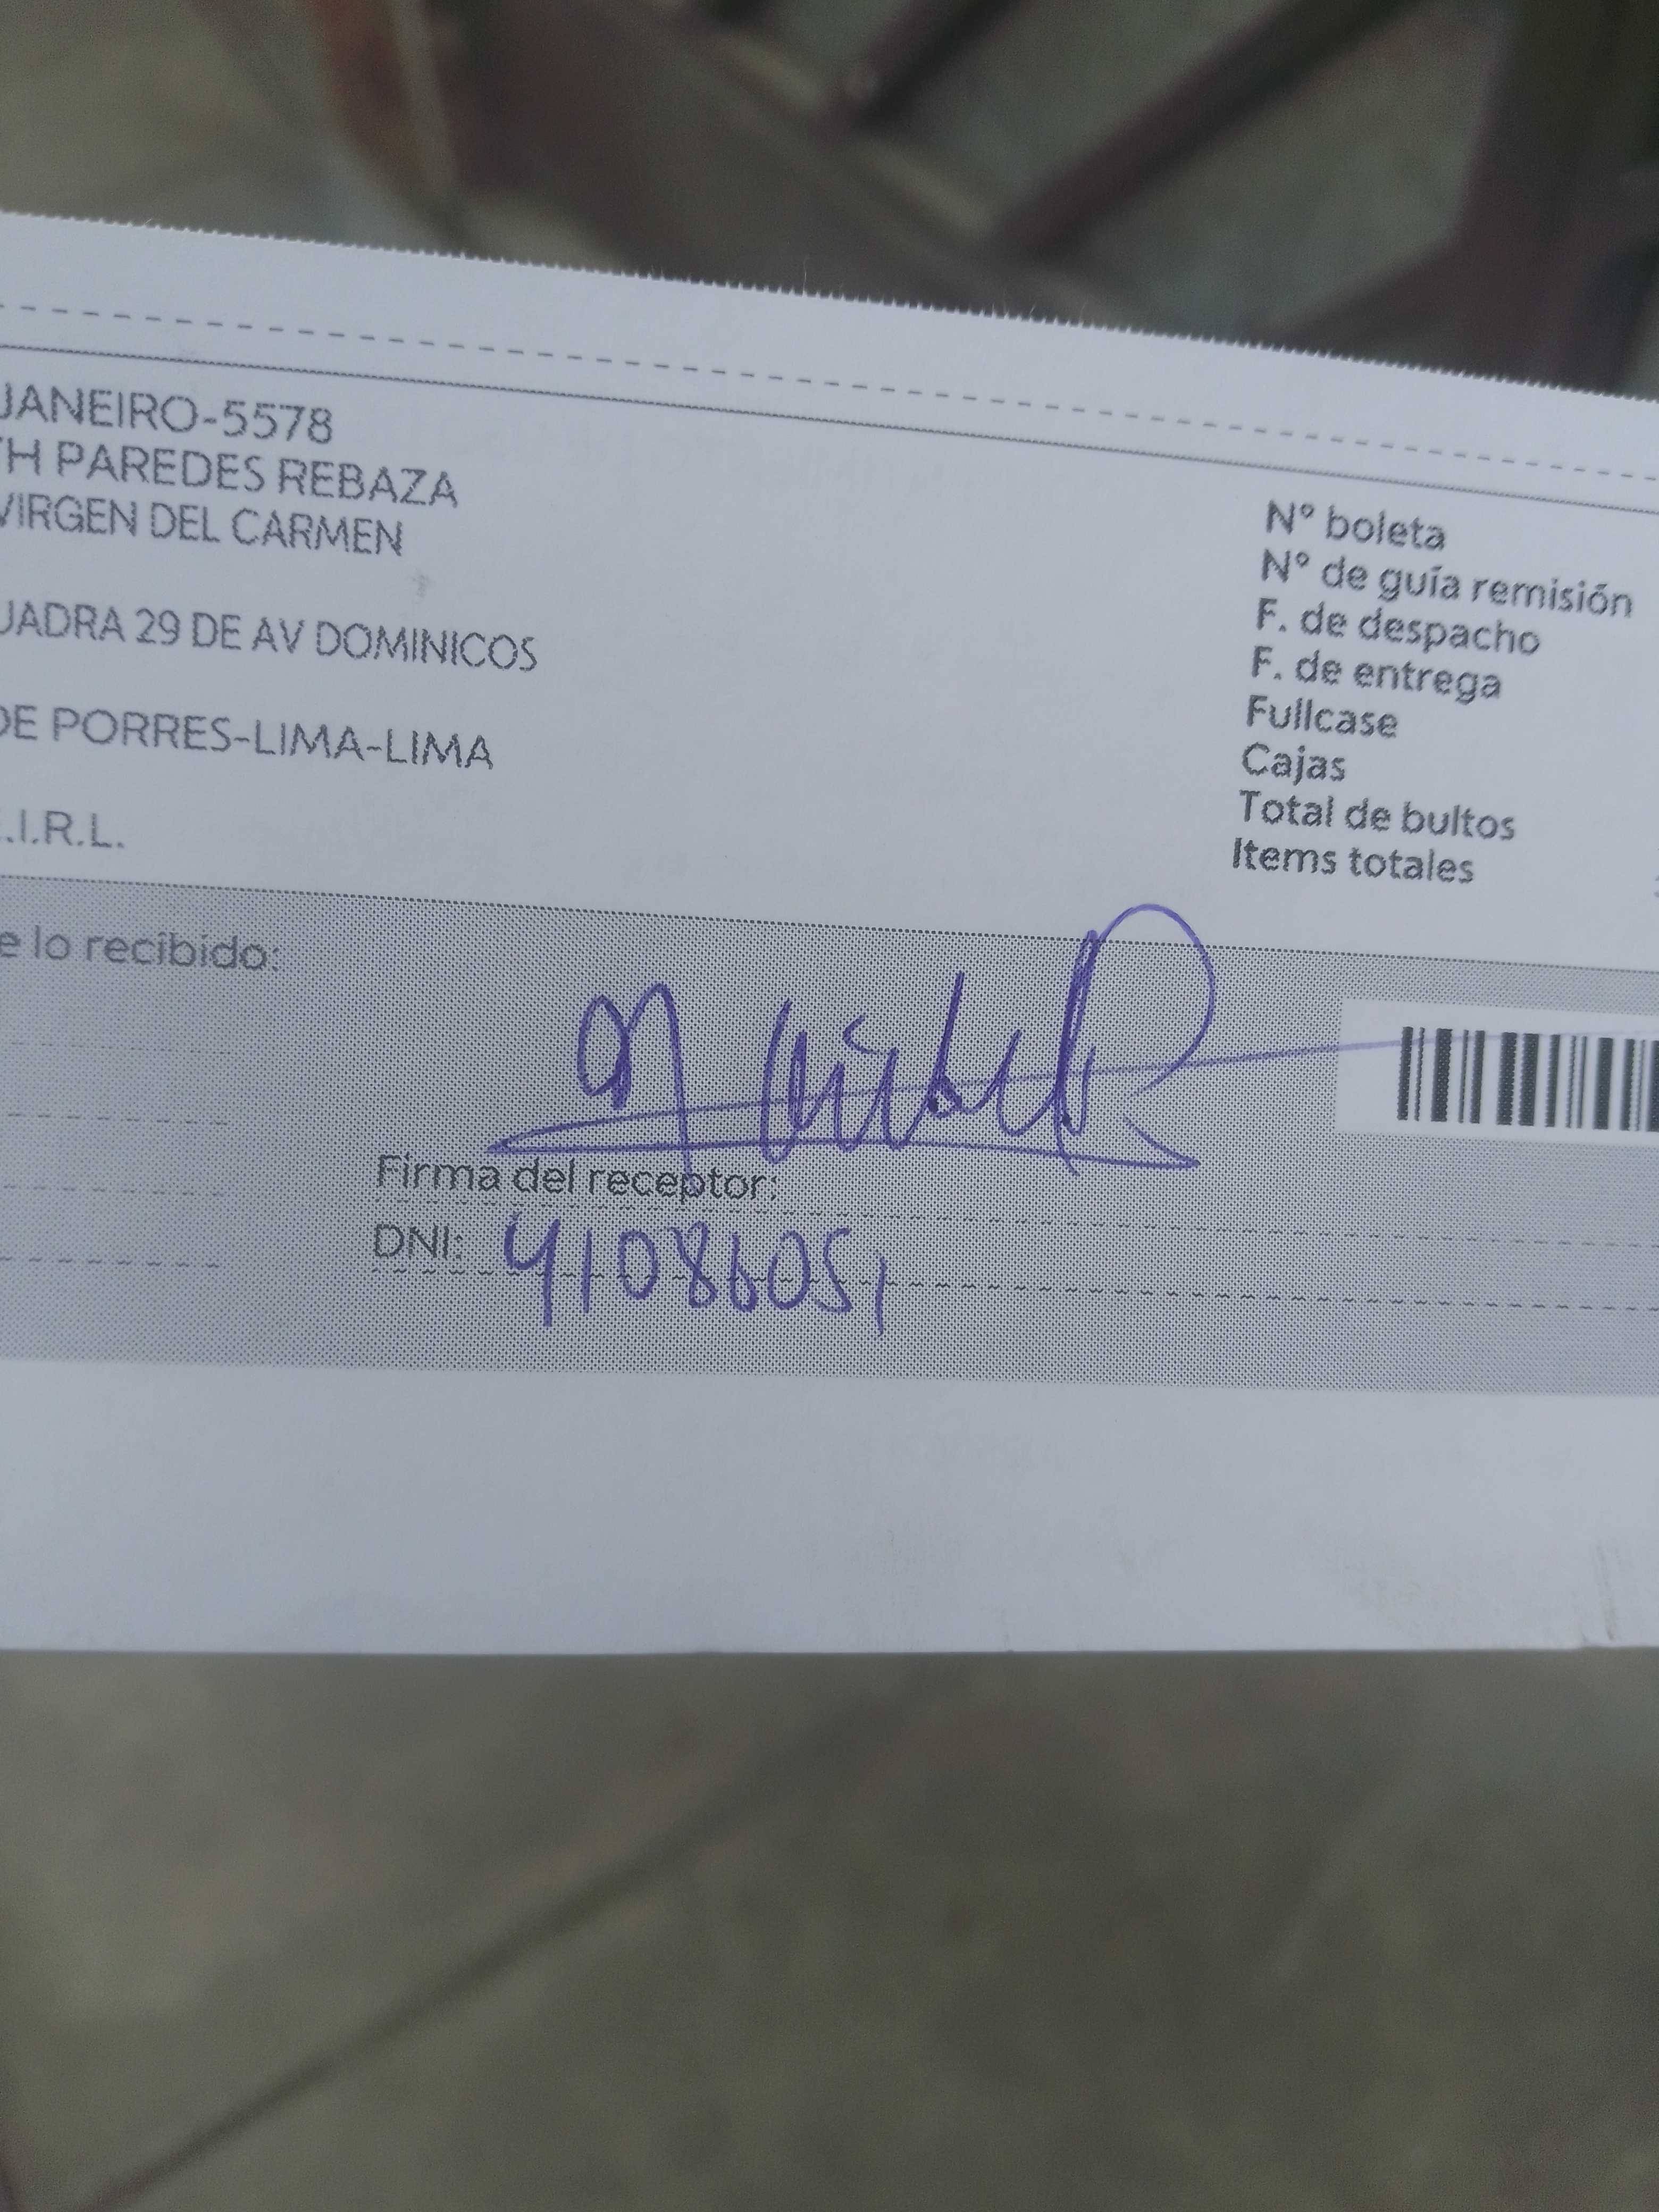 JANEIRO-5578
TH PAREDES REBAZA
VIRGEN DEL CARMEN
UADRA 29 DE AV DOMINICOS
DE PORRES-LIMA-LIMA
.I.R.L.
N° boleta
N° de guía remisión
F. de despacho
F. de entrega
Fullcase
Cajas
Total de bultos
Items totales
e lo recibido:
Firma del receptor:
DNI: 41086051